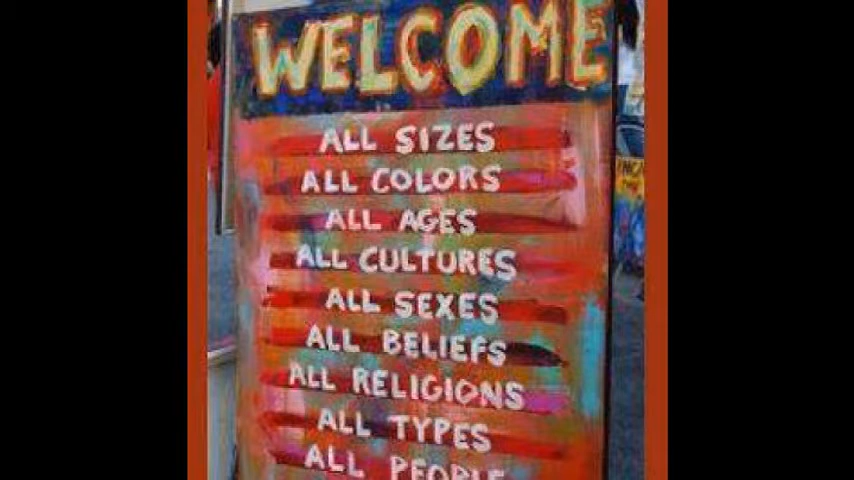 WELCOME
ALL SIZES
ALL COLORS
ALL AGES
ALL CULTURES
ALL SEXES
ALL BELIEFS
ALL RELIGIONS
ALL TYPES
ALL PEOPLE